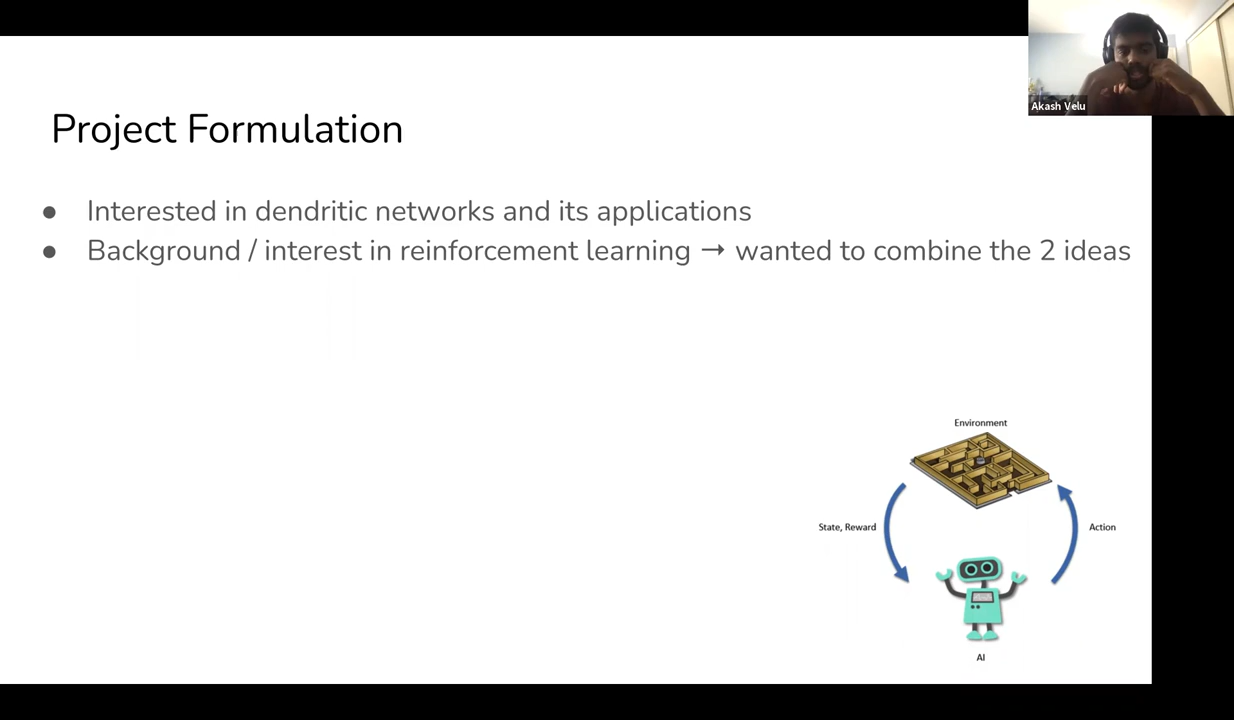 Akash Velu
Project Formulation
● Interested in dendritic networks and its applications
● Background / interest in reinforcement learning → wanted to combine the 2 ideas
Environment
State, Reward
Action
AI